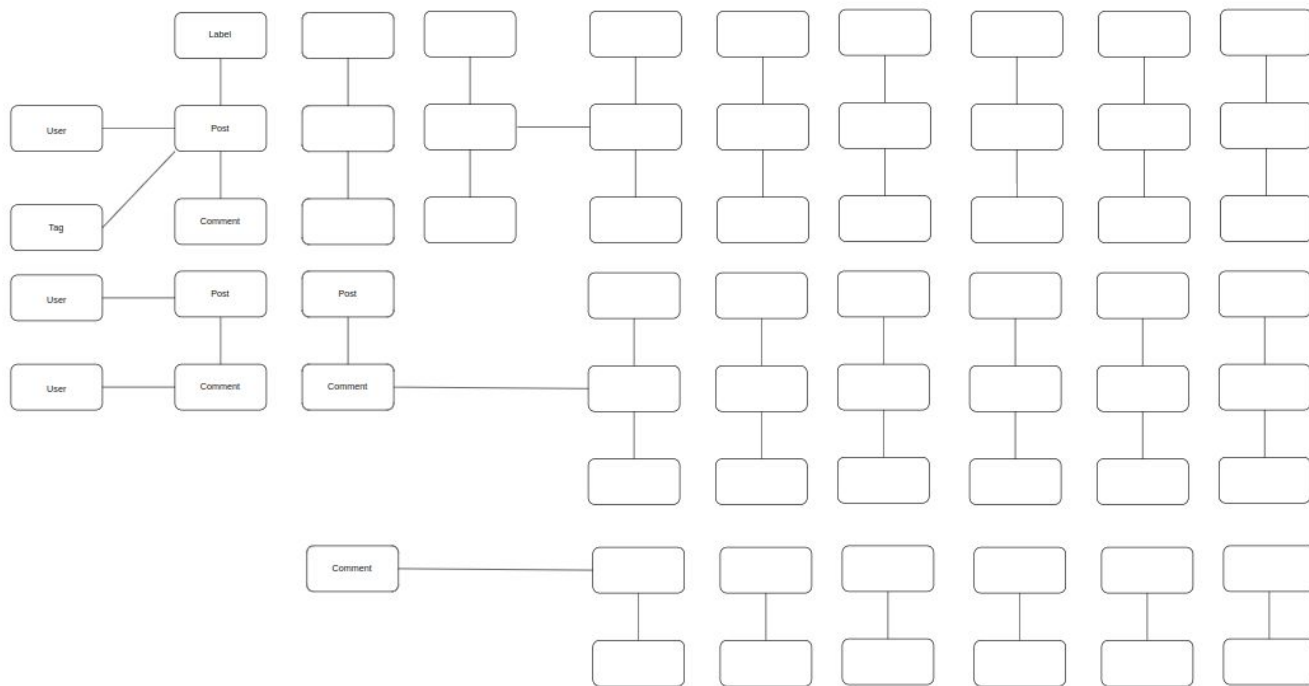 Label
User
Post
Tag
Comment
User
Post
Post
User
Comment
Comment
Comment